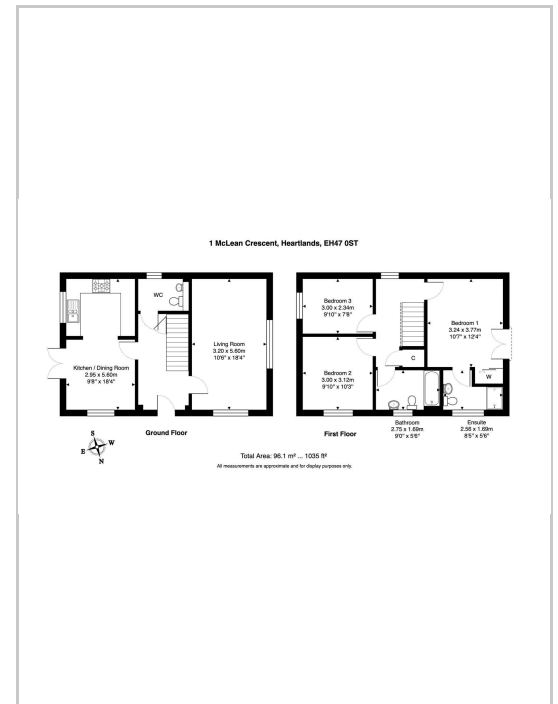 1 McLean Crescent, Heartlands, EH47 0ST
WC
Living Room
3.20 x 5.60m
10'6" x 18'4"
Kitchen / Dining Room
2.95 x 5.60m
9'8" x 18'4"
Ground Floor
Bedroom 3
3.00 x 2.34m
9'10" x 7'8"
Bedroom 1
3.24 x 3.77m
10'7" x 12'4"
Bedroom 2
3.00 x 3.12m
9'10" x 10'3"
C
W
First Floor
Bathroom
2.75 x 1.69m
9'0" x 5'6"
Ensuite
2.56 x 1.69m
8'5" x 5'6"
S
W
E
N
Total Area: 96.1 m² ... 1035 ft²
All measurements are approximate and for display purposes only.